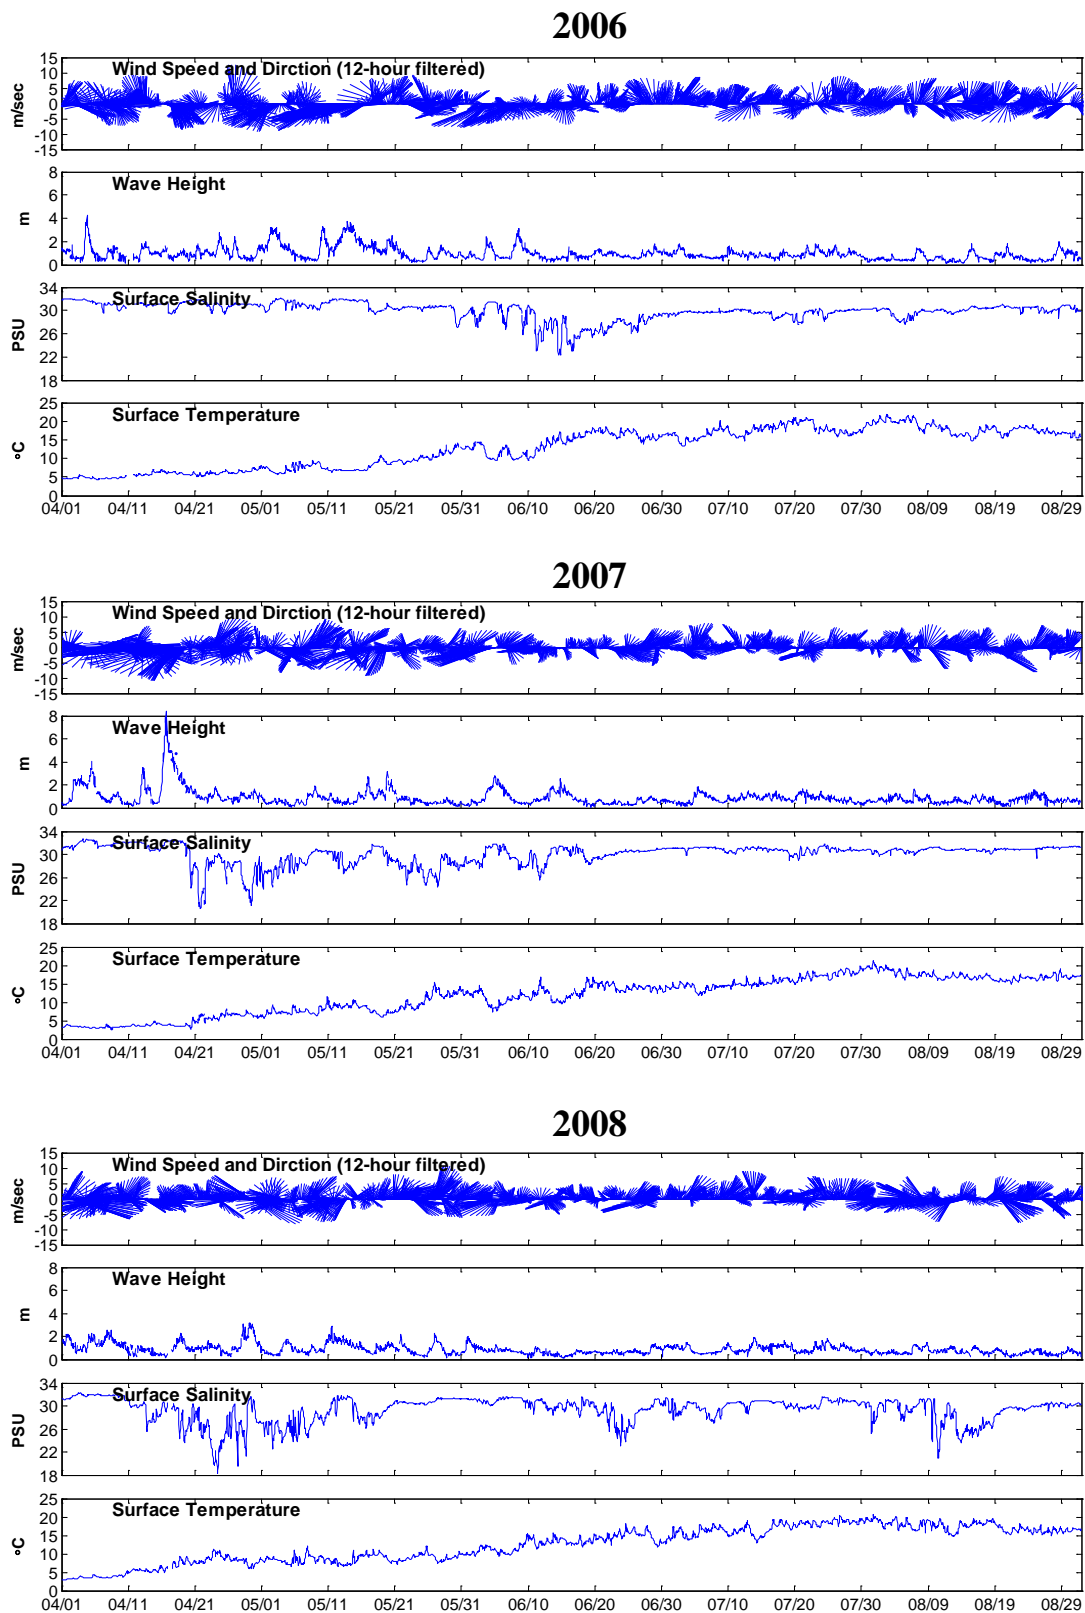 2006
Wind Speed and Dirction (12-hour filtered)
15
10
5
0
-5
-10
-15
m/sec
Wave Height
8
6
4
2
0
m
Surface Salinity
34
30
26
22
18
PSU
Surface Temperature
25
20
15
10
5
0
°C
04/01 04/11 04/21 05/01 05/11 05/21 05/31 06/10 06/20 06/30 07/10 07/20 07/30 08/09 08/19 08/29
2007
Wind Speed and Dirction (12-hour filtered)
15
10
5
0
-5
-10
-15
m/sec
Wave Height
8
6
4
2
0
m
Surface Salinity
34
30
26
22
18
PSU
Surface Temperature
25
20
15
10
5
0
°C
04/01 04/11 04/21 05/01 05/11 05/21 05/31 06/10 06/20 06/30 07/10 07/20 07/30 08/09 08/19 08/29
2008
Wind Speed and Dirction (12-hour filtered)
15
10
5
0
-5
-10
-15
m/sec
Wave Height
8
6
4
2
0
m
Surface Salinity
34
30
26
22
18
PSU
Surface Temperature
25
20
15
10
5
0
°C
04/01 04/11 04/21 05/01 05/11 05/21 05/31 06/10 06/20 06/30 07/10 07/20 07/30 08/09 08/19 08/29